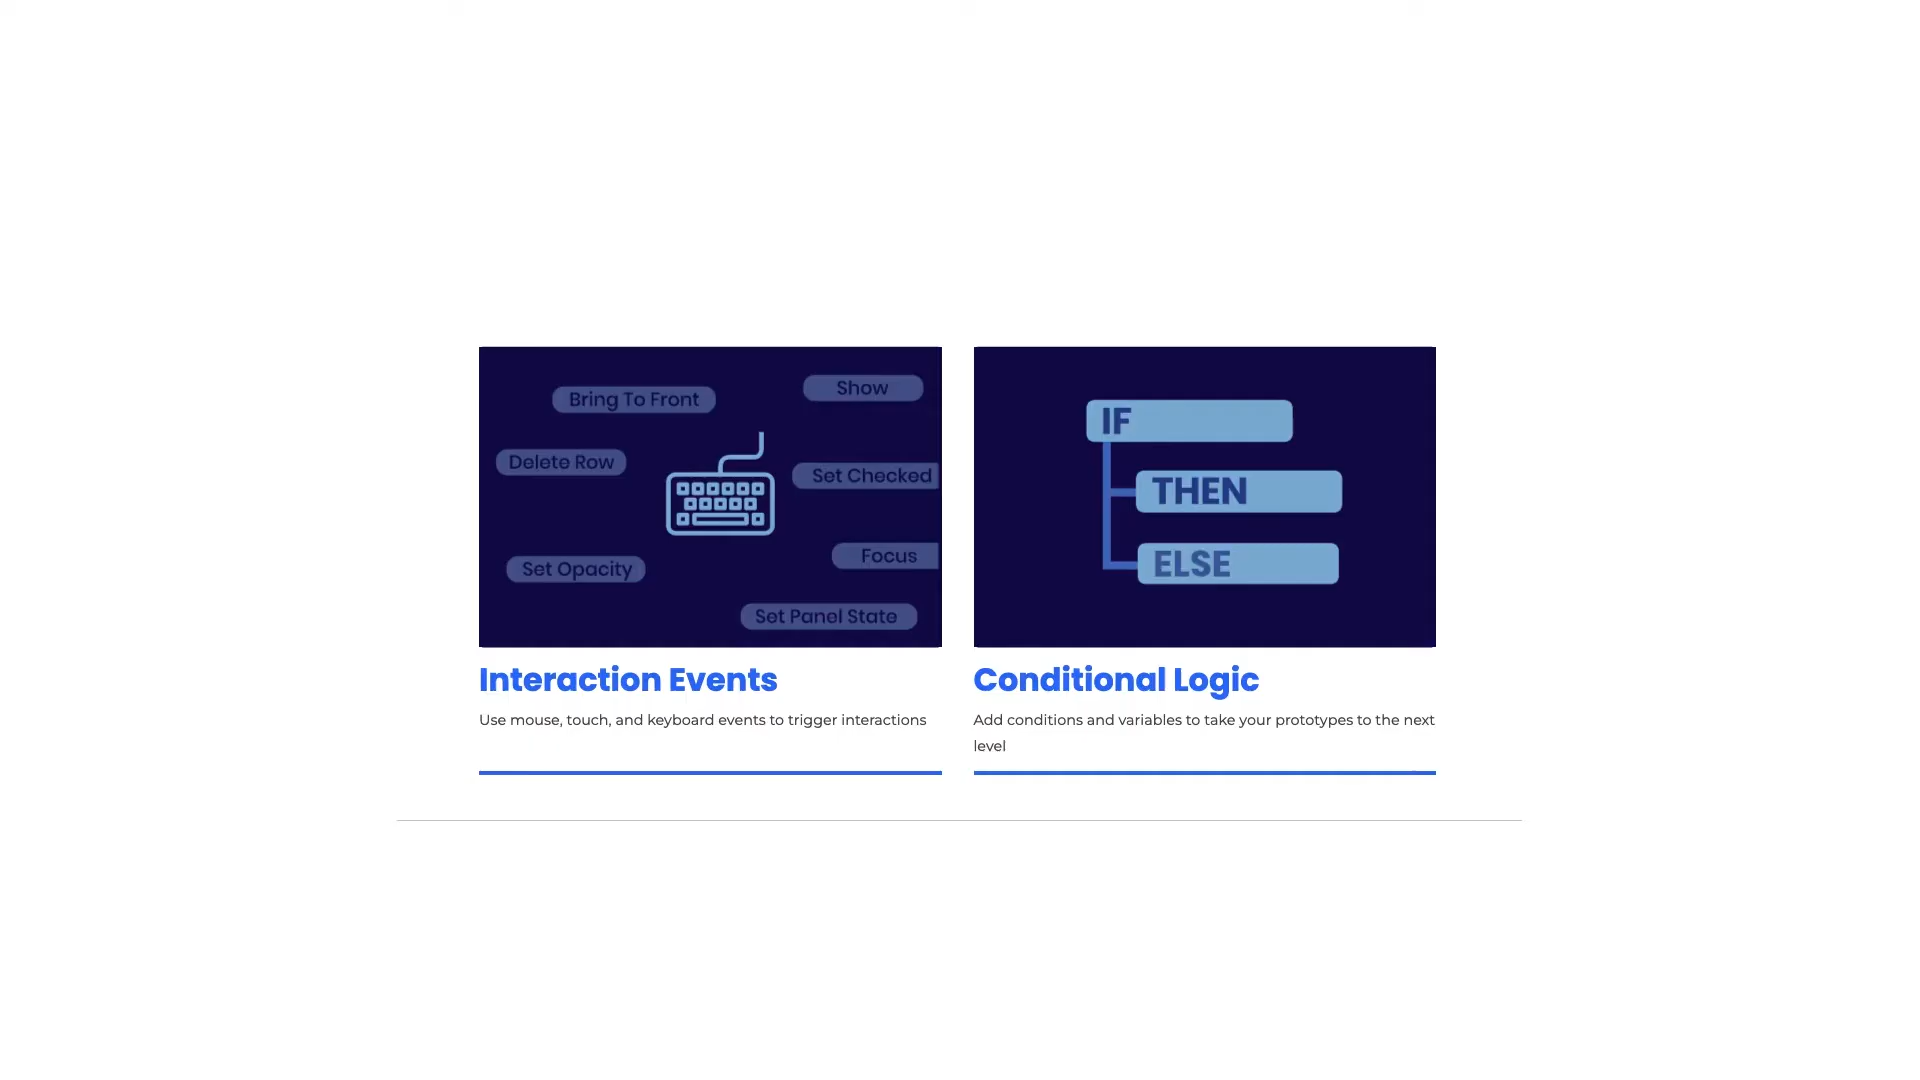 Bring To Front
Show
Delete Row
Set Checked
Focus
Set Opacity
Set Panel State
Interaction Events
Use mouse, touch, and keyboard events to trigger interactions
IF
THEN
ELSE
Conditional Logic
Add conditions and variables to take your prototypes to the next
level